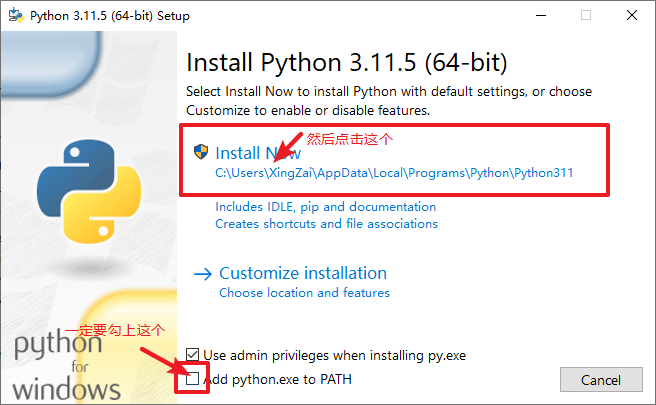 Python 3.11.5 (64-bit) Setup
Install Python 3.11.5 (64-bit)
Select Install Now to install Python with default settings, or choose
Customize to enable or disable features.
然后点击这个
Install Now
C:\Users\XingZai\AppData\Local\Programs\Python\Python311
Includes IDLE, pip and documentation
Creates shortcuts and file associations
Customize installation
Choose location and features
一定要勾上这个
python
for
windows
Use admin privileges when installing py.exe
Add python.exe to PATH
Cancel